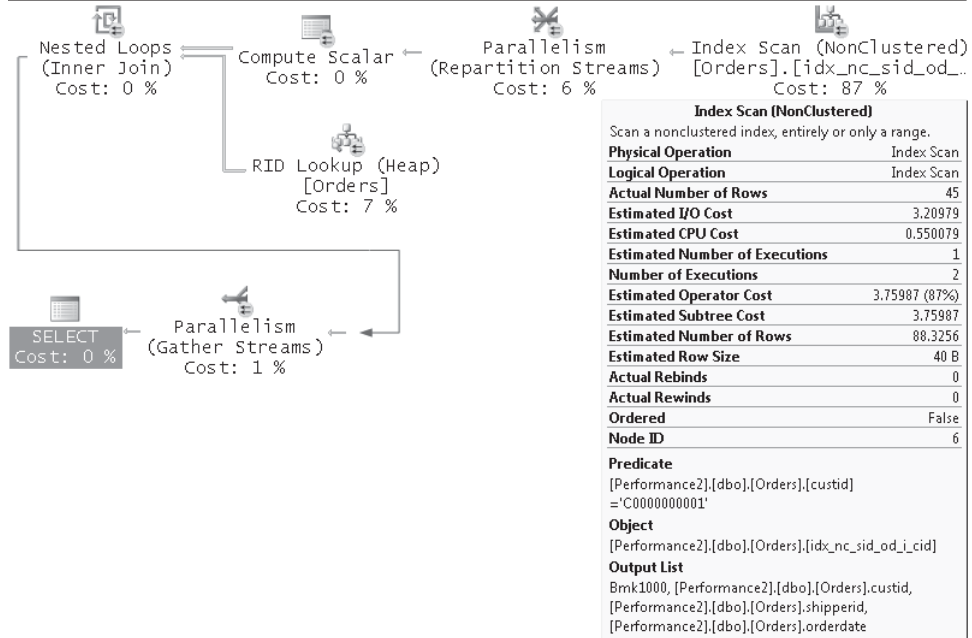 Nested Loops
(Inner Join)
Cost: 0 %
Compute Scalar
Cost: 0 %
Parallelism
(Repartition Streams)
Cost: 6 %
Index Scan (NonClustered)
[Orders].[idx_nc_sid_od_…
Cost: 87 %
RID Lookup (Heap)
[Orders]
Cost: 7 %
SELECT
Cost: 0 %
Parallelism
(Gather Streams)
Cost: 1 %
Index Scan (NonClustered)
Scan a nonclustered index, entirely or only a range.
Physical Operation Index Scan
Logical Operation Index Scan
Actual Number of Rows 45
Estimated I/O Cost 3.20979
Estimated CPU Cost 0.550079
Estimated Number of Executions 1
Number of Executions 2
Estimated Operator Cost 3.75987 (87%)
Estimated Subtree Cost 3.75987
Estimated Number of Rows 88.3256
Estimated Row Size 40 B
Actual Rebinds 0
Actual Rewinds 0
Ordered False
Node ID 6
Predicate
[Performance2].[dbo].[Orders].[custid]
='C0000000001'
Object
[Performance2].[dbo].[Orders].[idx_nc_sid_od_i_cid]
Output List
Bmk1000, [Performance2].[dbo].[Orders].custid,
[Performance2].[dbo].[Orders].shipperid,
[Performance2].[dbo].[Orders].orderdate